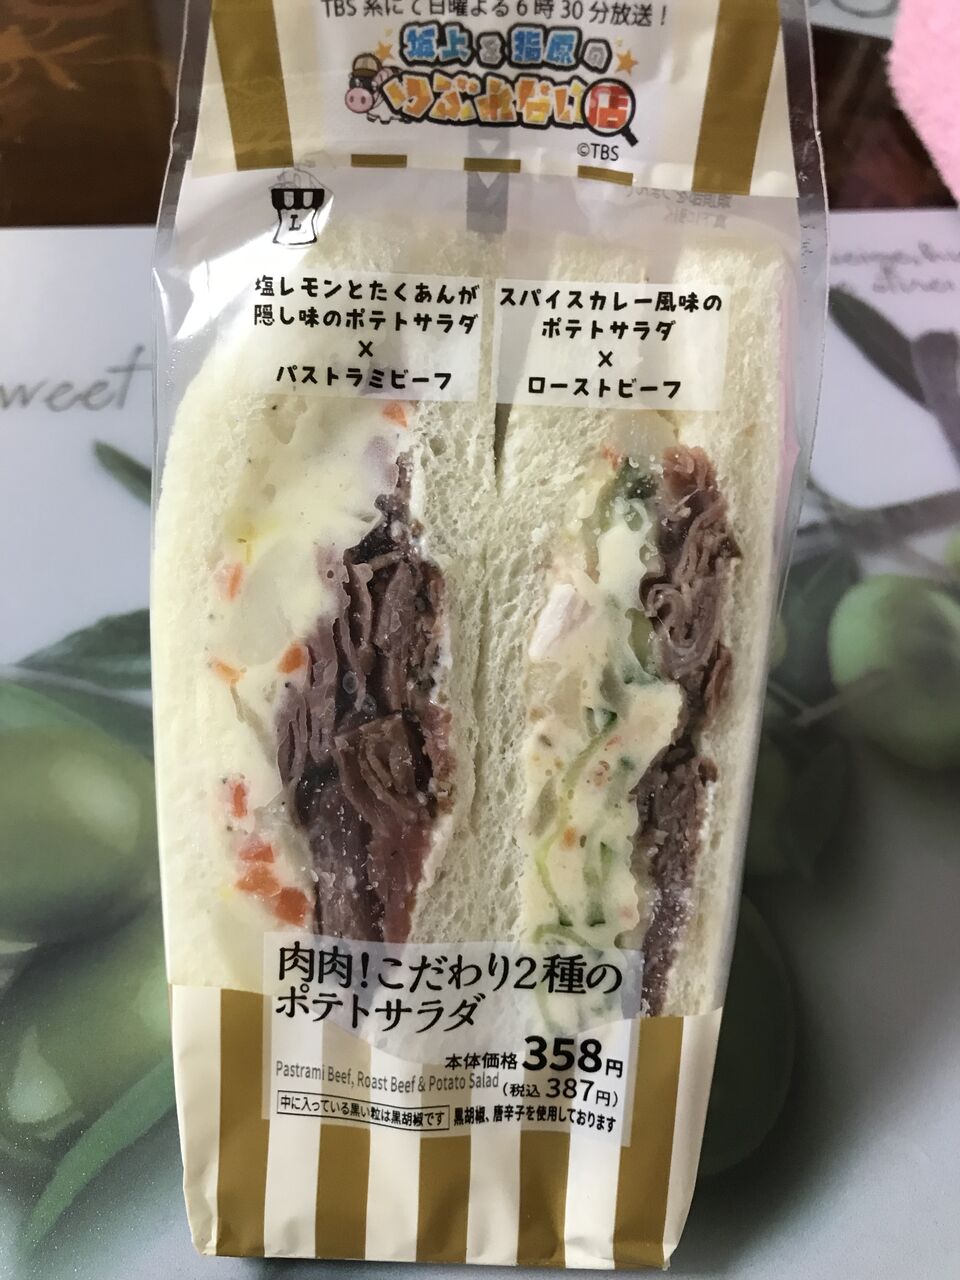 TBS系にて日曜よる6時30分放送!
坂上&指原の
つぶれない店
©TBS
L
塩レモンとたくあんが
隠し味のポテトサラダ
×
パストラミビーフ
スパイスカレー風味の
ポテトサラダ
×
ローストビーフ
肉肉!こだわり2種の
ポテトサラダ
本体価格358円
Pastrami Beef, Roast Beef & Potato Salad
(税込 387円)
中に入っている黒い粒は黒胡椒です 黒胡椒、唐辛子を使用しております
weet